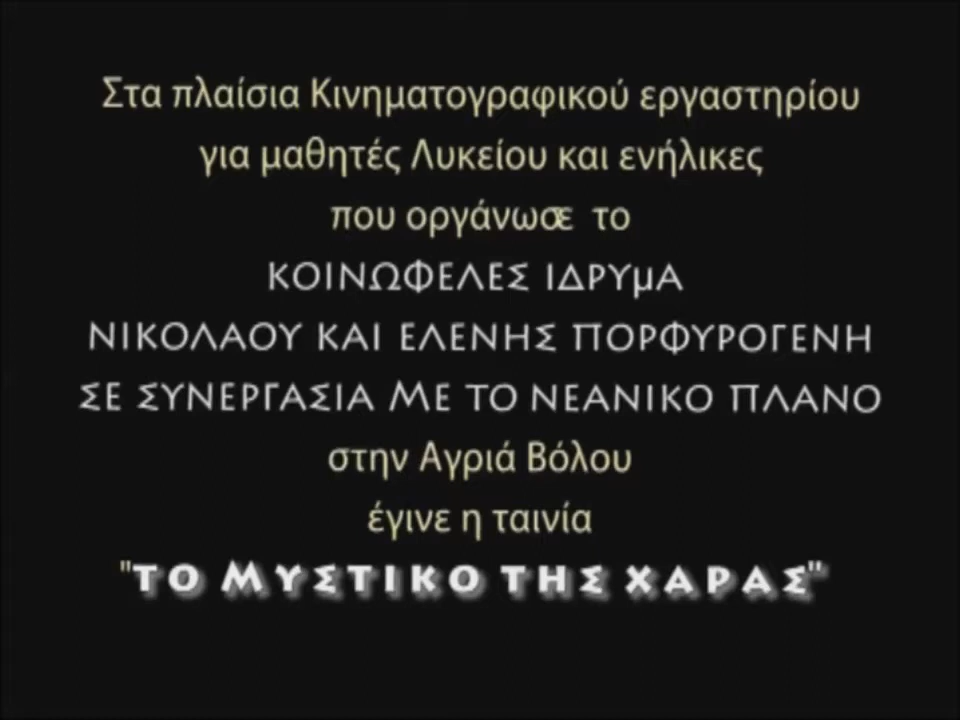 Στα πλαίσια Κινηματογραφικού εργαστηρίου
για μαθητές Λυκείου και ενήλικες
που οργάνωσε το
ΚΟΙΝΩΦΕΛΕΣ ΙΔΡΥμΑ
ΝΙΚΟΛΑΟΥ ΚΑΙ ΕΛΕΝΗΣ ΠΟΡΦΥΡΟΓΕΝΗ
ΣΕ ΣΥΝΕΡΓΑΣΙΑ ΜΕ ΤΟ ΝΕΑΝΙΚΟ ΠΛΑΝΟ
στην Αγριά Βόλου
έγινε η ταινία
"ΤΟ ΜΥΣΤΙΚΟ ΤΗΣ ΧΑΡΑΣ"